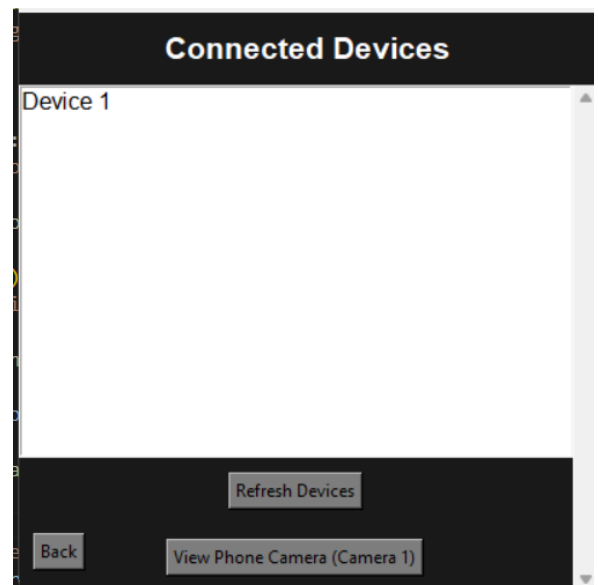 Connected Devices
Device 1
Refresh Devices
Back
View Phone Camera (Camera 1)